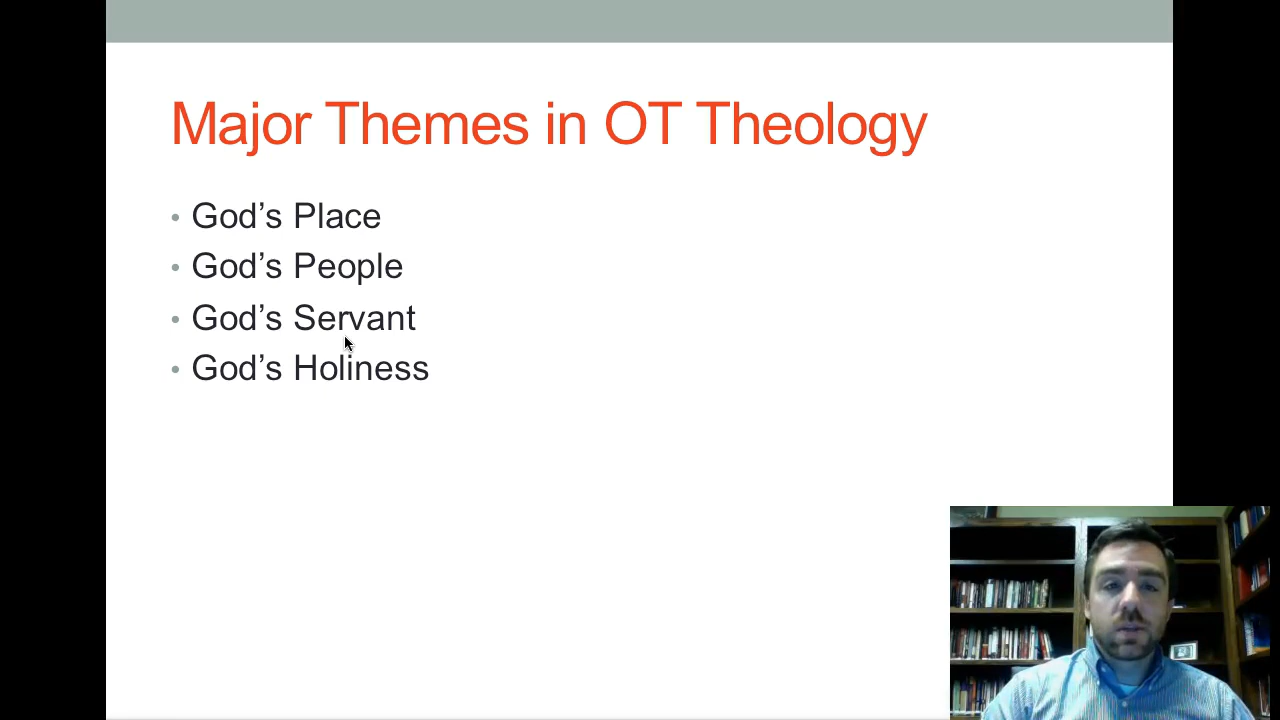 Major Themes in OT Theology
• God’s Place
• God’s People
• God’s Servant
• God’s Holiness